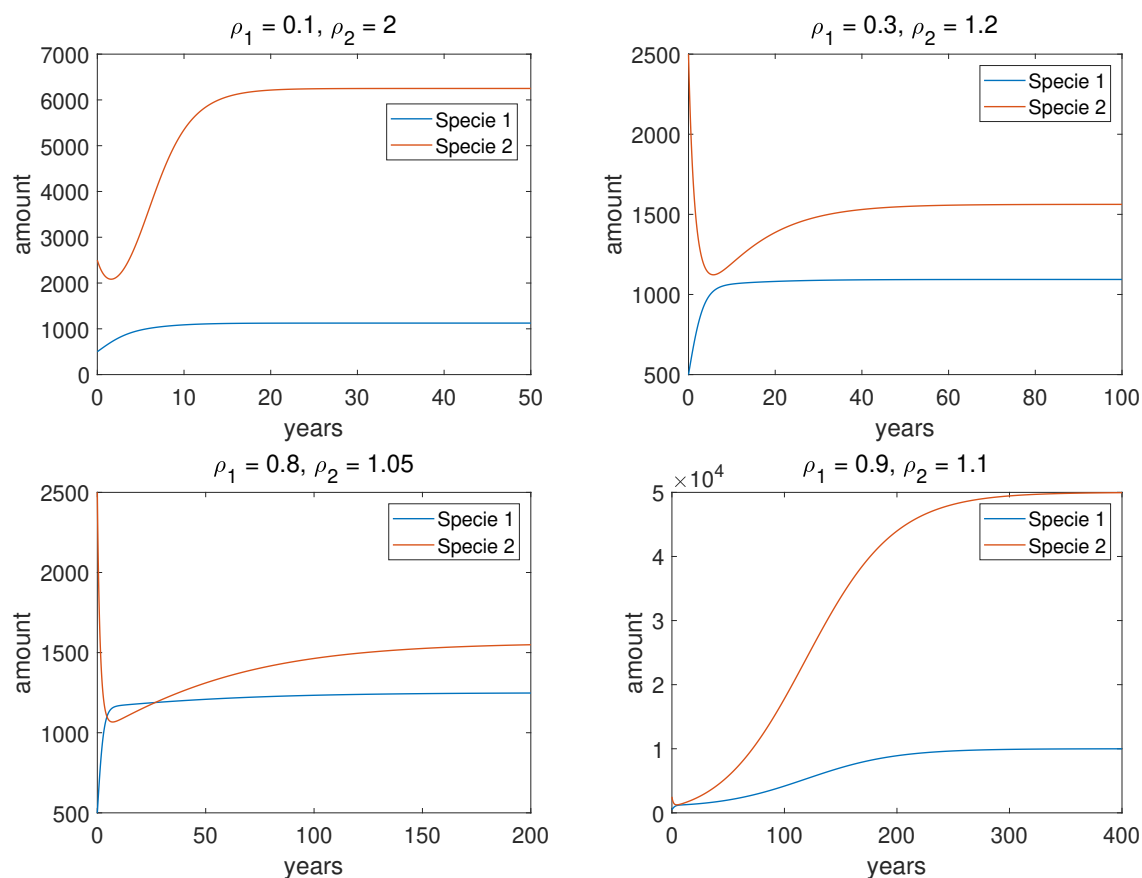 ρ1 = 0.1, ρ2 = 2
7000
6000
5000
4000
3000
2000
1000
0
amount
Specie 1
Specie 2
0 10 20 30 40 50
years
ρ1 = 0.3, ρ2 = 1.2
2500
2000
1500
1000
500
amount
Specie 1
Specie 2
0 20 40 60 80 100
years
ρ1 = 0.8, ρ2 = 1.05
2500
2000
1500
1000
500
amount
Specie 1
Specie 2
0 50 100 150 200
years
ρ1 = 0.9, ρ2 = 1.1
×10^4
5
4
3
2
1
0
amount
Specie 1
Specie 2
0 100 200 300 400
years